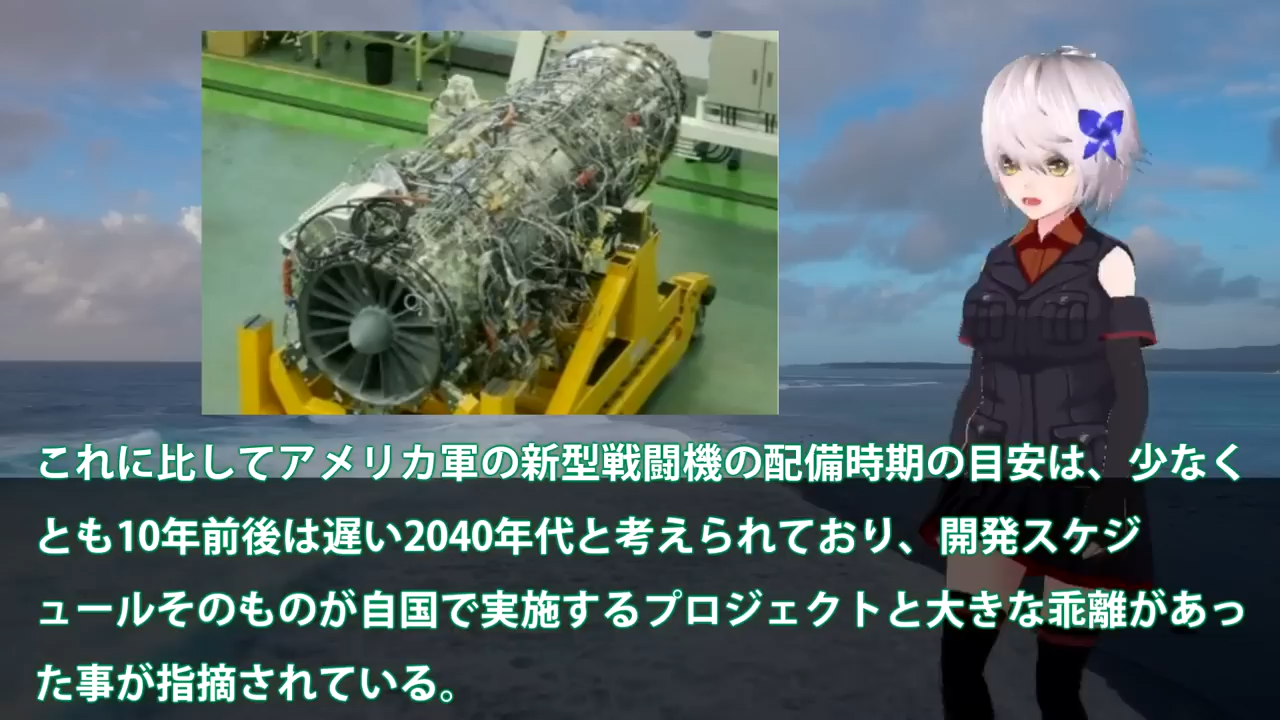 これに比してアメリカ軍の新型戦闘機の配備時期の目安は、少なく
とも10年前後は遅い2040年代と考えられており、開発スケジ
ュールそのものが自国で実施するプロジェクトと大きな乖離があっ
た事が指摘されている。